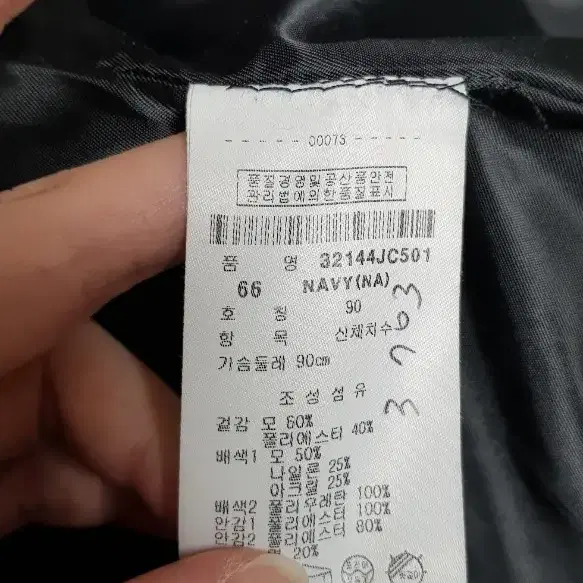 00073
품질경영및공산품안전
관리법에의한품질표시
품 명 32144JC501
66 NAVY(NA)
호 칭 90
항 목 신체치수
가슴둘레 90cm
3763
조성섬유
겉감 모 60%
폴리에스터 40%
배색1 모 50%
나일론 25%
아크릴 25%
배색2 폴리우레탄 100%
안감1 폴리에스터 100%
안감2 폴리에스터 80%
20%